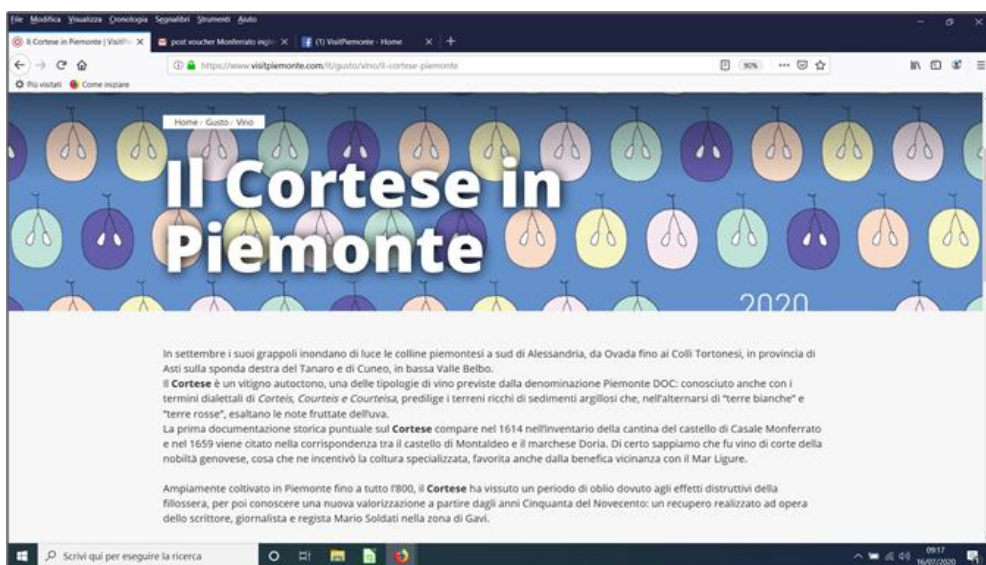 File Modifica Visualizza Cronologia Segnalibri Strumenti Aiuto
Il Cortese in Piemonte | VisitPi
post voucher Monferrato ingle
(1) VisitPiemonte - Home
https://www.visitpiemonte.com/it/gusto/vino/il-cortese-piemonte
90%
Più visitati
Come iniziare
Home / Gusto / Vino
Il Cortese in
Piemonte
2020
In settembre i suoi grappoli inondano di luce le colline piemontesi a sud di Alessandria, da Ovada fino ai Colli Tortonesi, in provincia di
Asti sulla sponda destra del Tanaro e di Cuneo, in bassa Valle Belbo.
Il Cortese è un vitigno autoctono, una delle tipologie di vino previste dalla denominazione Piemonte DOC: conosciuto anche con i
termini dialettali di Corteis, Courteis e Courteisa, predilige i terreni ricchi di sedimenti argillosi che, nell'alternarsi di "terre bianche" e
"terre rosse", esaltano le note fruttate dell'uva.
La prima documentazione storica puntuale sul Cortese compare nel 1614 nell'inventario della cantina del castello di Casale Monferrato
e nel 1659 viene citato nella corrispondenza tra il castello di Montaldeo e il marchese Doria. Di certo sappiamo che fu vino di corte della
nobiltà genovese, cosa che ne incentivò la coltura specializzata, favorita anche dalla benefica vicinanza con il Mar Ligure.
Ampiamente coltivato in Piemonte fino a tutto l'800, il Cortese ha vissuto un periodo di oblio dovuto agli effetti distruttivi della
fillossera, per poi conoscere una nuova valorizzazione a partire dagli anni Cinquanta del Novecento: un recupero realizzato ad opera
dello scrittore, giornalista e regista Mario Soldati nella zona di Gavi.
Scrivi qui per eseguire la ricerca
09:17
16/07/2020